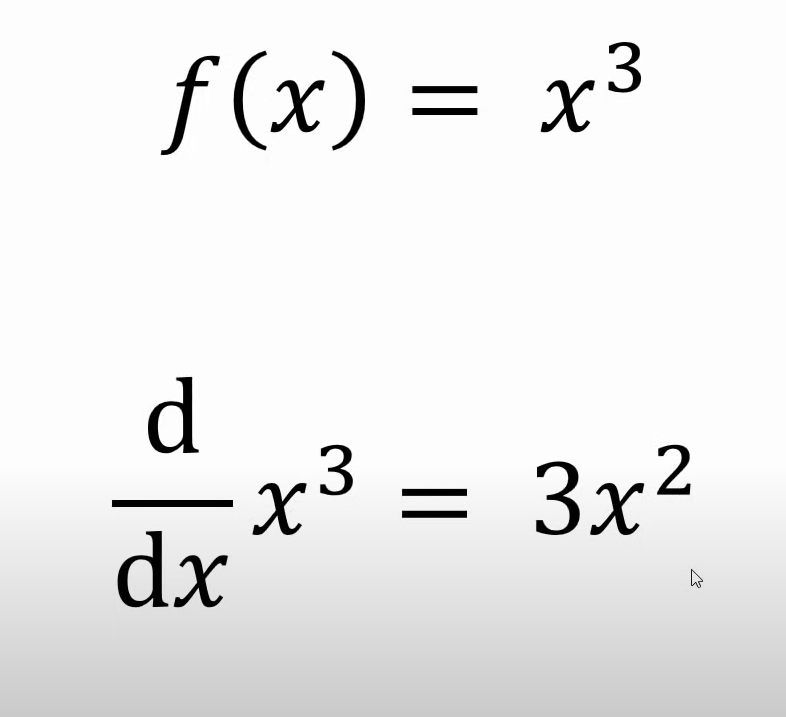 f(x) = x³
d/dx x³ = 3x²